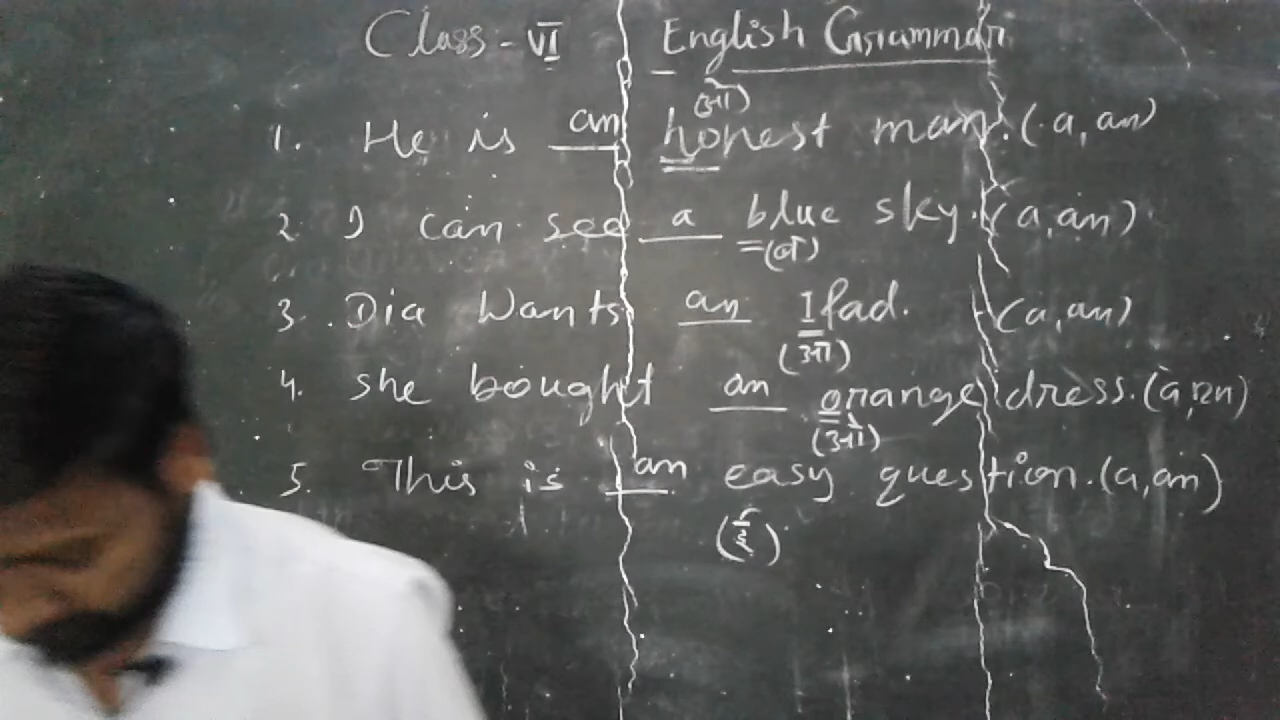 Class - VI English Grammar
(आ)
1. He is an honest man. (a, an)
2. I can see a blue sky. (a, an)
(ब)
3. Dia Wants an Ifad. (a, an)
(आ)
4. she bought an orange dress. (a, an)
5. This is an easy question. (a, an)
(ई)